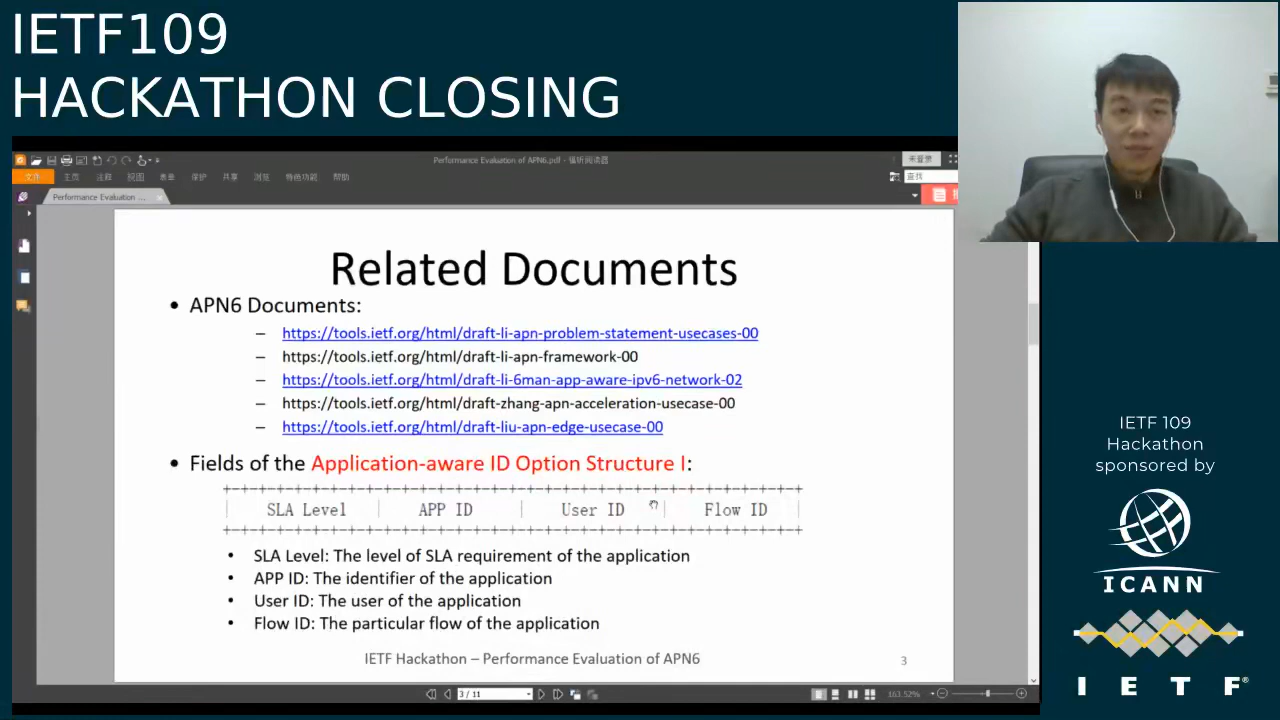 IETF109
HACKATHON CLOSING
Performance Evaluation of APN6.pdf - 福昕阅读器
未登录
文件 主页 注释 视图 表单 保护 共享 浏览 特色功能 帮助
查找
Performance Evaluation ...
Related Documents
• APN6 Documents:
– https://tools.ietf.org/html/draft-li-apn-problem-statement-usecases-00
– https://tools.ietf.org/html/draft-li-apn-framework-00
– https://tools.ietf.org/html/draft-li-6man-app-aware-ipv6-network-02
– https://tools.ietf.org/html/draft-zhang-apn-acceleration-usecase-00
– https://tools.ietf.org/html/draft-liu-apn-edge-usecase-00
• Fields of the Application-aware ID Option Structure I:
SLA Level | APP ID | User ID | Flow ID
• SLA Level: The level of SLA requirement of the application
• APP ID: The identifier of the application
• User ID: The user of the application
• Flow ID: The particular flow of the application
IETF Hackathon – Performance Evaluation of APN6
3
3 / 11
163.52%
IETF 109
Hackathon
sponsored by
ICANN
I E T F®